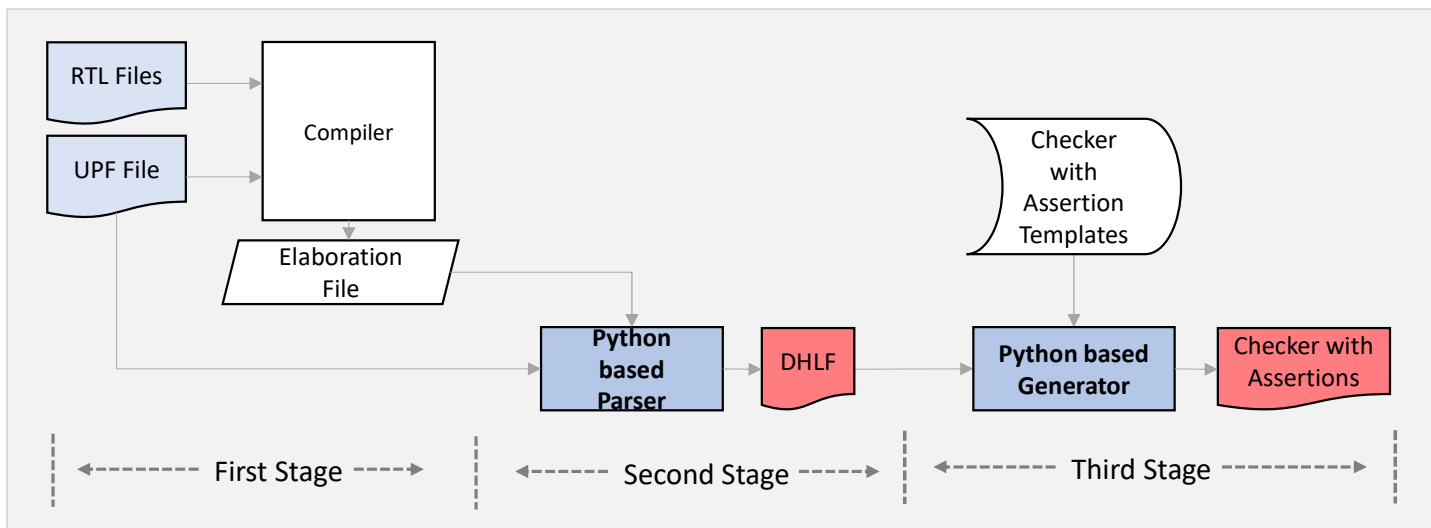 RTL Files
UPF File
Compiler
Elaboration
File
Checker
with
Assertion
Templates
Python
based
Parser
DHLF
Python based
Generator
Checker with
Assertions
First Stage
Second Stage
Third Stage